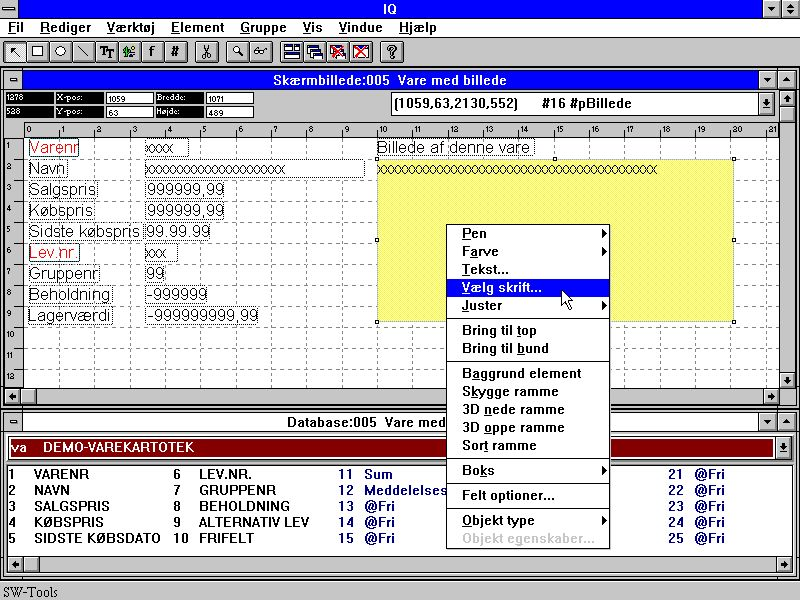 IQ
Fil Rediger Værktøj Element Gruppe Vis Vindue Hjælp
TT f # ?
Skærmbillede:005 Vare med billede
1278 X-pos: 1059 Bredde: 1071
528 Y-pos: 63 Højde: 489
(1059,63,2130,552) #16 #pBillede
0 1 2 3 4 5 6 7 8 9 10 11 12 13 14 15 16 17 18 19 20 21
1 Varenr xxxx Billede af denne vare
2 Navn xxxxxxxxxxxxxxxxxxxx xxxxxxxxxxxxxxxxxxxxxxxxxxxxxxxxxxxxxxxx
3 Salgspris 999999,99
4 Købspris 999999,99
5 Sidste købspris 99.99.99
6 Lev.nr. xxx
7 Gruppenr 99
8 Beholdning -999999
9 Lagerværdi -999999999,99
10
11
12
Pen
Farve
Tekst...
Vælg skrift...
Juster
Bring til top
Bring til bund
Baggrund element
Skygge ramme
3D nede ramme
3D oppe ramme
Sort ramme
Boks
Felt optioner...
Objekt type
Objekt egenskaber...
Database:005 Vare med
va DEMO-VAREKARTOTEK
1 VARENR 6 LEV.NR. 11 Sum 21 @Fri
2 NAVN 7 GRUPPENR 12 Meddelelses 22 @Fri
3 SALGSPRIS 8 BEHOLDNING 13 @Fri 23 @Fri
4 KØBSPRIS 9 ALTERNATIV LEV 14 @Fri 24 @Fri
5 SIDSTE KØBSDATO 10 FRIFELT 15 @Fri 25 @Fri
SW-Tools